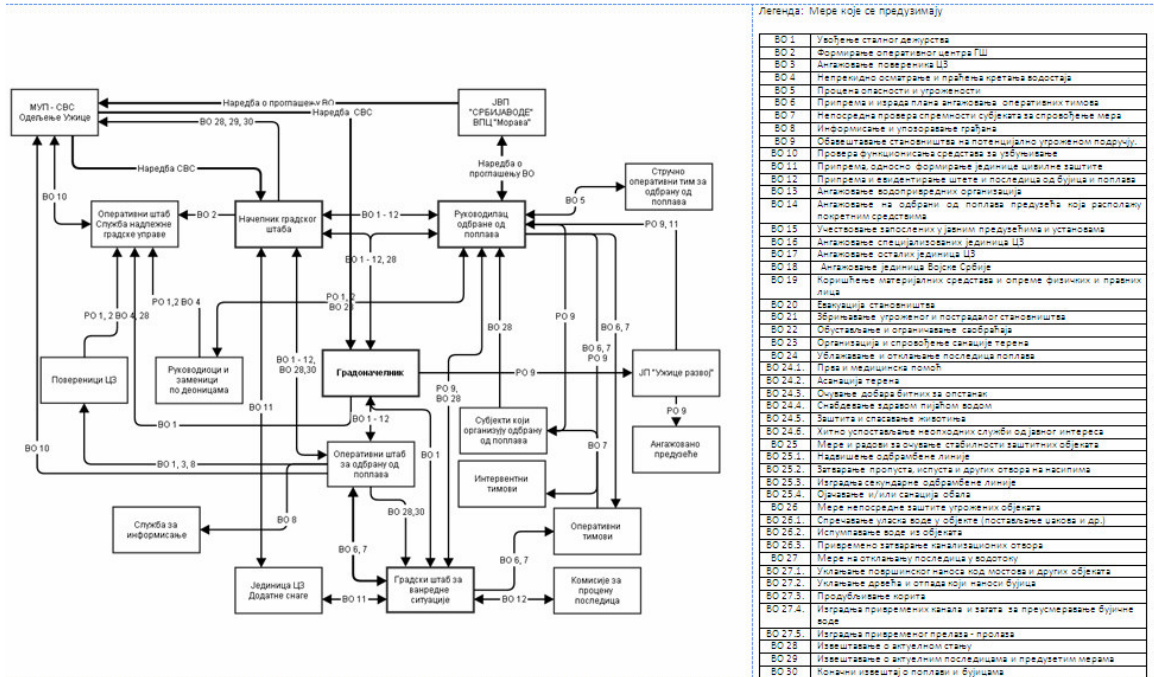 Легенда: Мере које се предузимају
МУП - СВС
Одељење Ужице
Наредба о проглашењу ВО
Наредба СВС
ЈВП
"СРБИЈАВОДЕ"
ВПЦ "Морава"
ВО 28, 29, 30
Наредба СВС
Наредба о
проглашењу ВО
Стручно
оперативни тим за
одбрану од
поплава
ВО 10
ВО 5
Оперативни штаб
Служба надлежне
градске управе
ВО 2
Начелник градског
штаба
ВО 1 - 12
Руководилац
одбране од
поплава
РО 9, 11
ВО 1 - 12, 28
РО 1,2 ВО 4
РО 1, 2
ВО 28
РО 1, 2 ВО 4, 28
РО 9
ВО 28
ВО 6, 7
ВО 1 - 12,
ВО 28,30
ВО 6, 7
РО 9
Повереници ЦЗ
Руководиоци и
заменици
по деоницама
Градоначелник
РО 9
ЈП "Ужице развој"
РО 9,
ВО 28
ВО 11
РО 9
ВО 1
ВО 1 - 12
Субјекти који
организују одбрану
од поплава
ВО 10
ВО 1
ВО 7
Ангажовано
предузеће
ВО 1, 3, 8
Оперативни штаб
за одбрану од
поплава
Интервентни
тимови
Служба за
информисање
ВО 8
ВО 28,30
Оперативни
тимови
ВО 6, 7
ВО 6, 7
Јединица ЦЗ
Додатне снаге
ВО 11
Градски штаб за
ванредне
ситуације
ВО 12
Комисије за
процену
последица
ВО 1 Увођење сталног дежурства
ВО 2 Формирање оперативног центра ГШ
ВО 3 Ангажовање повереника ЦЗ
ВО 4 Непрекидно осматрање и праћења кретања водостаја
ВО 5 Процена опасности и угрожености
ВО 6 Припрема и израда плана ангажовања оперативних тимова
ВО 7 Непосредна провера спремности субјеката за спровођење мера
ВО 8 Информисање и упозоравање грађана
ВО 9 Обавештавање становништва на потенцијално угроженом подручју.
ВО 10 Провера функционисања средстава за узбуњивање
ВО 11 Припрема, односно формирање јединице цивилне заштите
ВО 12 Припрема и евидентирање штете и последица од бујица и поплава
ВО 13 Ангажовање водопривредних организација
ВО 14 Ангажовање на одбрани од поплава предузећа која располажу
покретним средствима
ВО 15 Учествовање запослених у јавним предузећима и установама
ВО 16 Ангажовање специјализованих јединица ЦЗ
ВО 17 Ангажовање осталих јединица ЦЗ
ВО 18 Ангажовање јединица Војске Србије
ВО 19 Коришћење материјалних средстава и опреме физичких и правних
лица
ВО 20 Евакуација становништва
ВО 21 Збрињавање угроженог и пострадалог становништва
ВО 22 Обустављање и ограничавање саобраћаја
ВО 23 Организација и спровођење санације терена
ВО 24 Ублажавање и отклањање последица поплава
ВО 24.1. Прва и медицинска помоћ
ВО 24.2. Асанација терена
ВО 24.3. Очување добара битних за опстанак
ВО 24.4. Снабдевање здравом пијаћом водом
ВО 24.5. Заштита и спасавање животиња
ВО 24.6. Хитно успостављање неопходних служби од јавног интереса
ВО 25 Мере и радови за очување стабилности заштитних објеката
ВО 25.1. Надвишење одбрамбене линије
ВО 25.2. Затварање пропуста, испуста и других отвора на насипима
ВО 25.3. Изградња секундарне одбрамбене линије
ВО 25.4. Ојачавање и/или санација обала
ВО 26 Мере непосредне заштите угрожених објеката
ВО 26.1. Спречавање уласка воде у објекте (постављање џакова и др.)
ВО 26.2. Испумпавање воде из објеката
ВО 26.3. Привремено затварање канализационих отвора
ВО 27 Мере на отклањању последица у водотоку
ВО 27.1. Уклањање површинског наноса код мостова и других објеката
ВО 27.2. Уклањање дрвећа и отпада који наноси бујица
ВО 27.3. Продубљивање корита
ВО 27.4. Изградња привремених канала и загата за преусмеравање бујичне
воде
ВО 27.5. Изградња привременог прелаза - пролаза
ВО 28 Извештавање о актуелном стању
ВО 29 Извештавање о актуелним последицама и предузетим мерама
ВО 30 Коначни извештај о поплави и бујицама